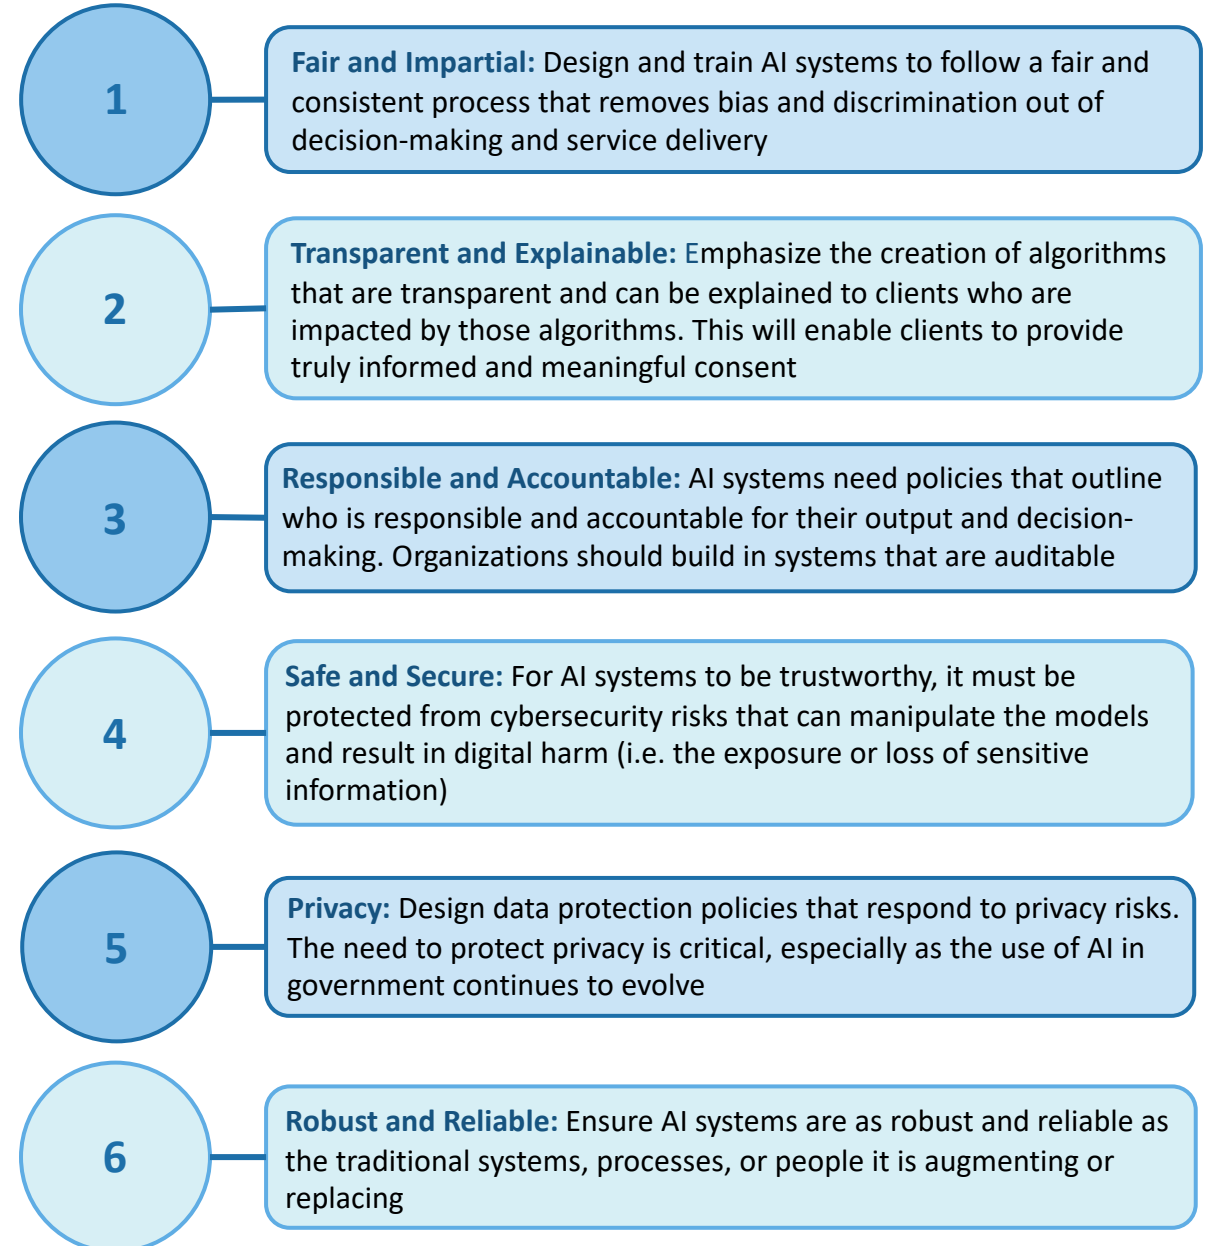 1
Fair and Impartial: Design and train AI systems to follow a fair and
consistent process that removes bias and discrimination out of
decision-making and service delivery
2
Transparent and Explainable: Emphasize the creation of algorithms
that are transparent and can be explained to clients who are
impacted by those algorithms. This will enable clients to provide
truly informed and meaningful consent
3
Responsible and Accountable: AI systems need policies that outline
who is responsible and accountable for their output and decision-
making. Organizations should build in systems that are auditable
4
Safe and Secure: For AI systems to be trustworthy, it must be
protected from cybersecurity risks that can manipulate the models
and result in digital harm (i.e. the exposure or loss of sensitive
information)
5
Privacy: Design data protection policies that respond to privacy risks.
The need to protect privacy is critical, especially as the use of AI in
government continues to evolve
6
Robust and Reliable: Ensure AI systems are as robust and reliable as
the traditional systems, processes, or people it is augmenting or
replacing